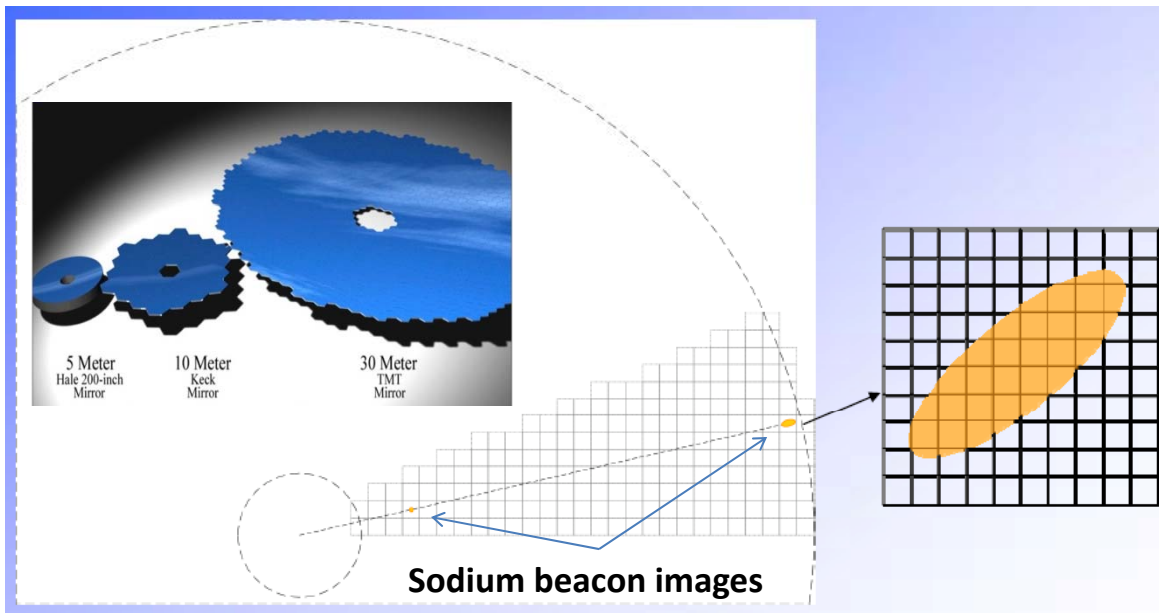 5 Meter
Hale 200-inch
Mirror
10 Meter
Keck
Mirror
30 Meter
TMT
Mirror
Sodium beacon images